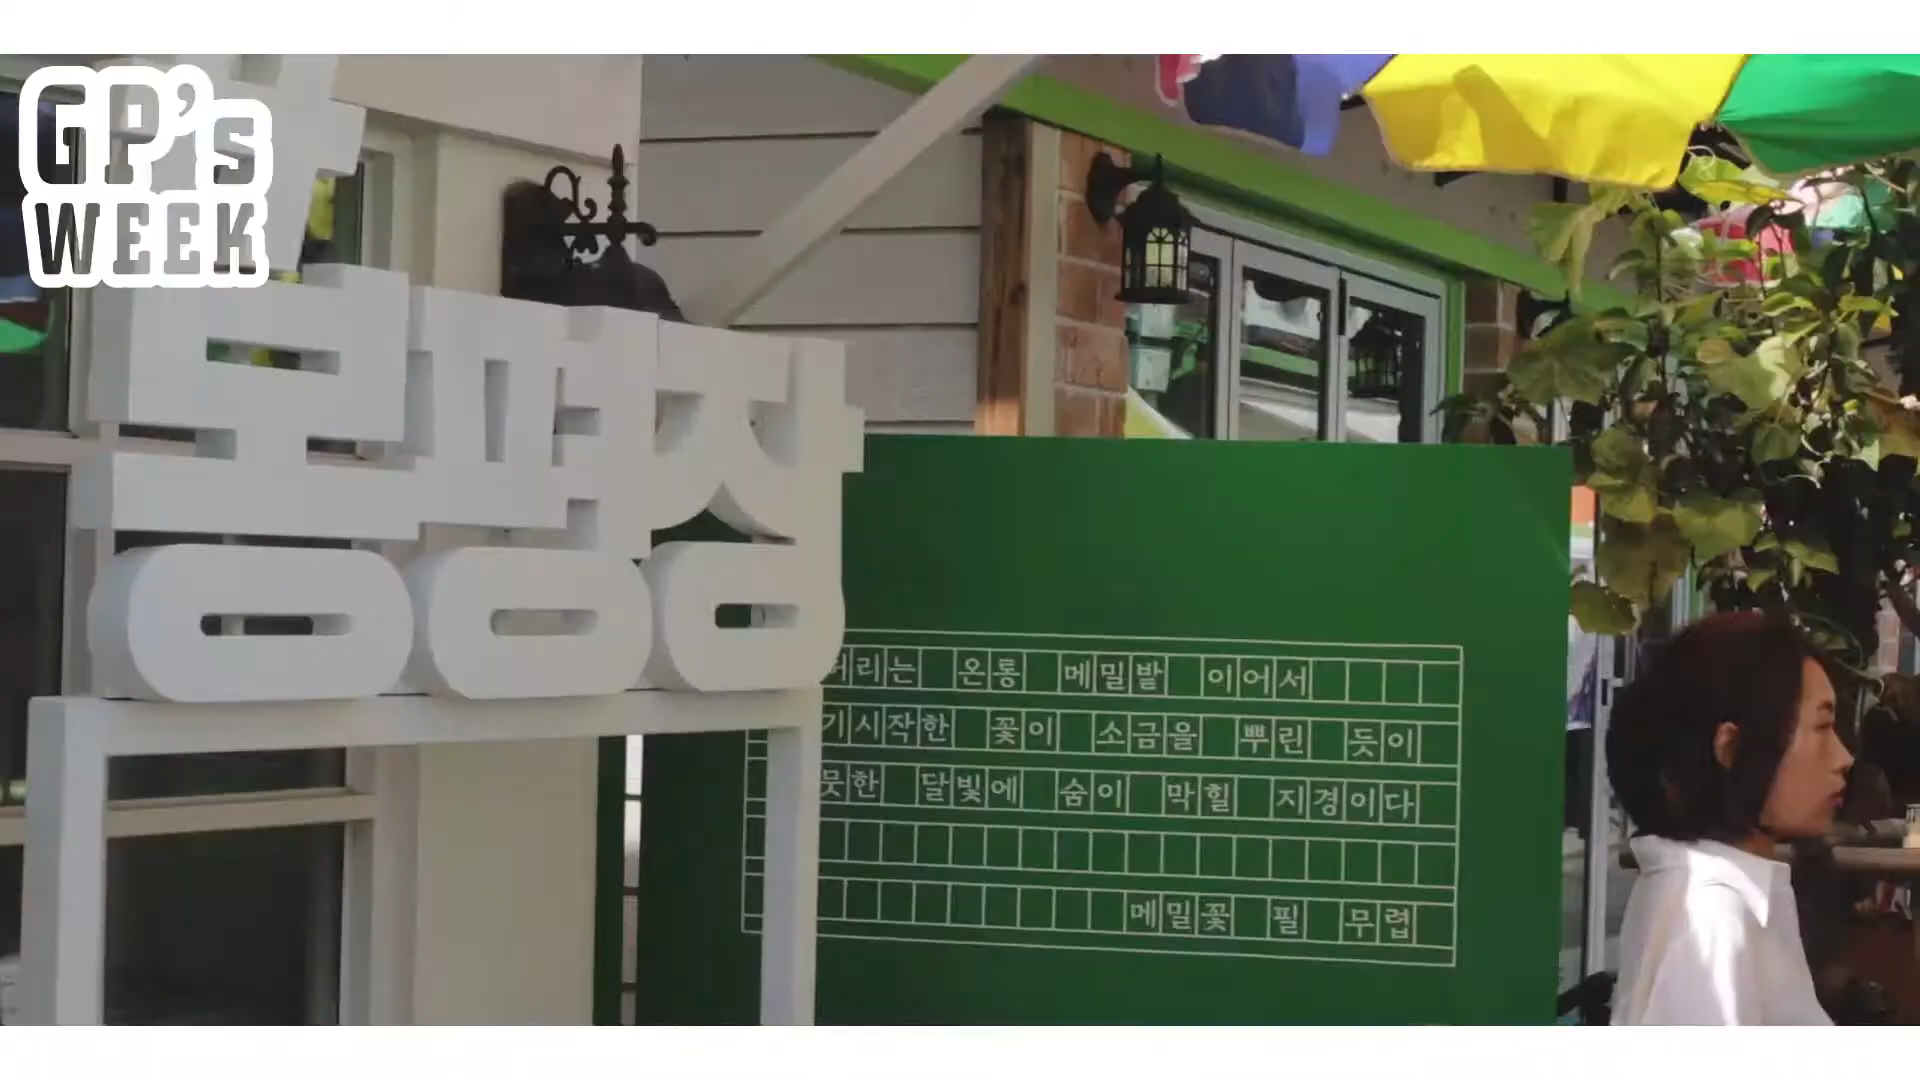 GP's
WEEK
봉평장
리는 온통 메밀밭 이어서
기시작한 꽃이 소금을 뿌린 듯이
뭇한 달빛에 숨이 막힐 지경이다
메밀꽃 필 무렵